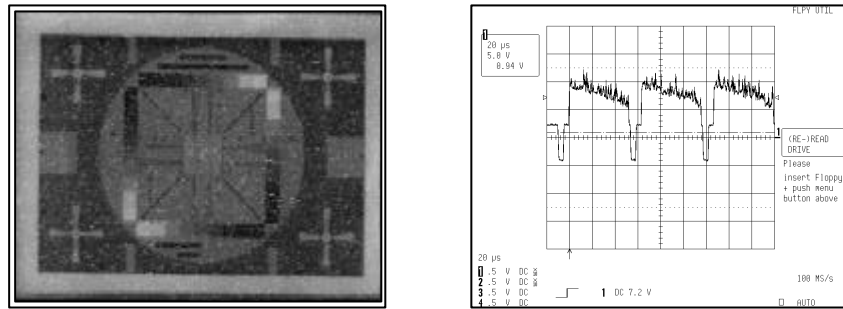 FLPY UTIL
1
20 µs
5.0 V
0.94 V
1
(RE-)READ
DRIVE
Please
insert Floppy
+ push menu
button above
20 µs
1 .5 V DC
2 .5 V DC
3 .5 V DC
4 .5 V DC
1 DC 7.2 V
100 MS/s
AUTO